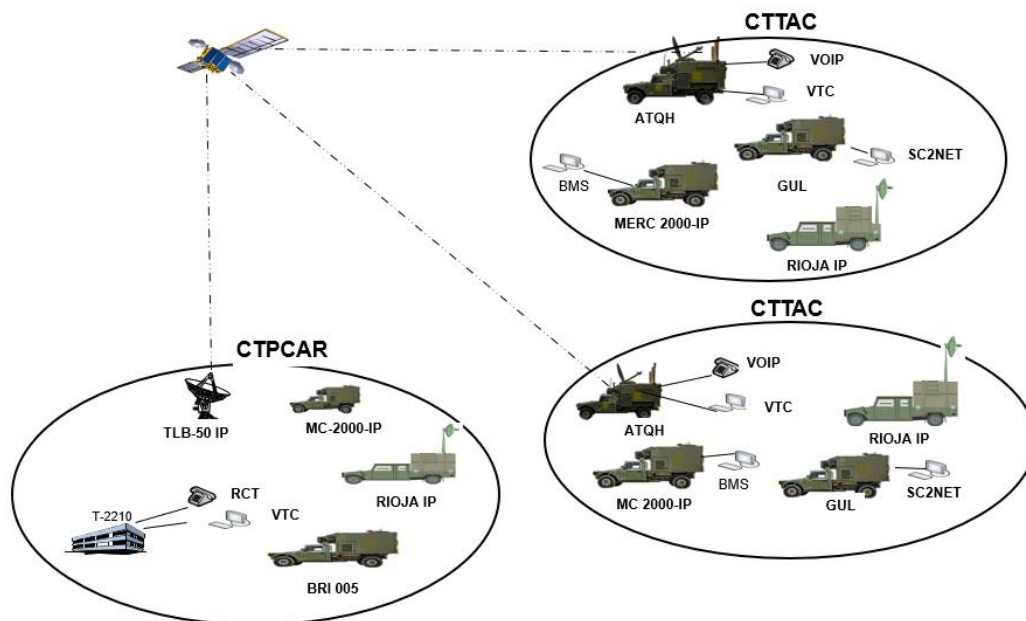 CTTAC
VOIP
VTC
ATQH
SC2NET
BMS
GUL
MERC 2000-IP
RIOJA IP
CTTAC
VOIP
VTC
ATQH
RIOJA IP
BMS
MC 2000-IP
SC2NET
GUL
CTPCAR
TLB-50 IP
MC-2000-IP
RIOJA IP
RCT
T-2210
VTC
BRI 005